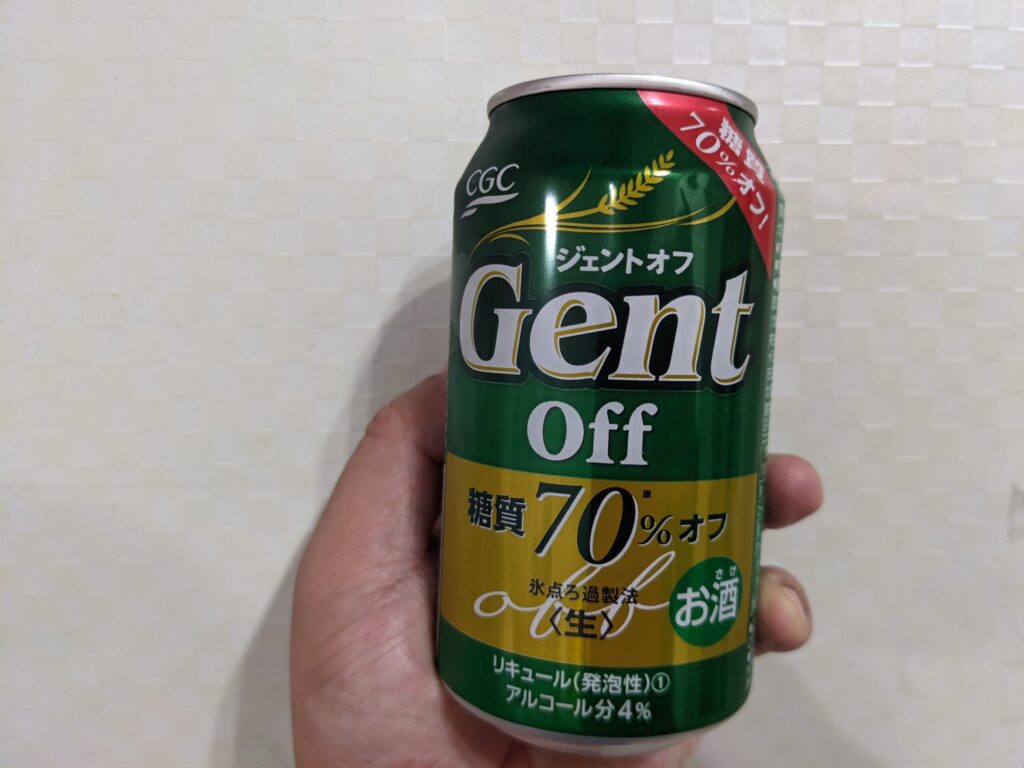 CGC
糖質
70%オフ!
ジェントオフ
Gent
off
糖質70%※オフ
off
氷点ろ過製法
〈生〉
さけ
お酒
リキュール(発泡性)①
アルコール分4%